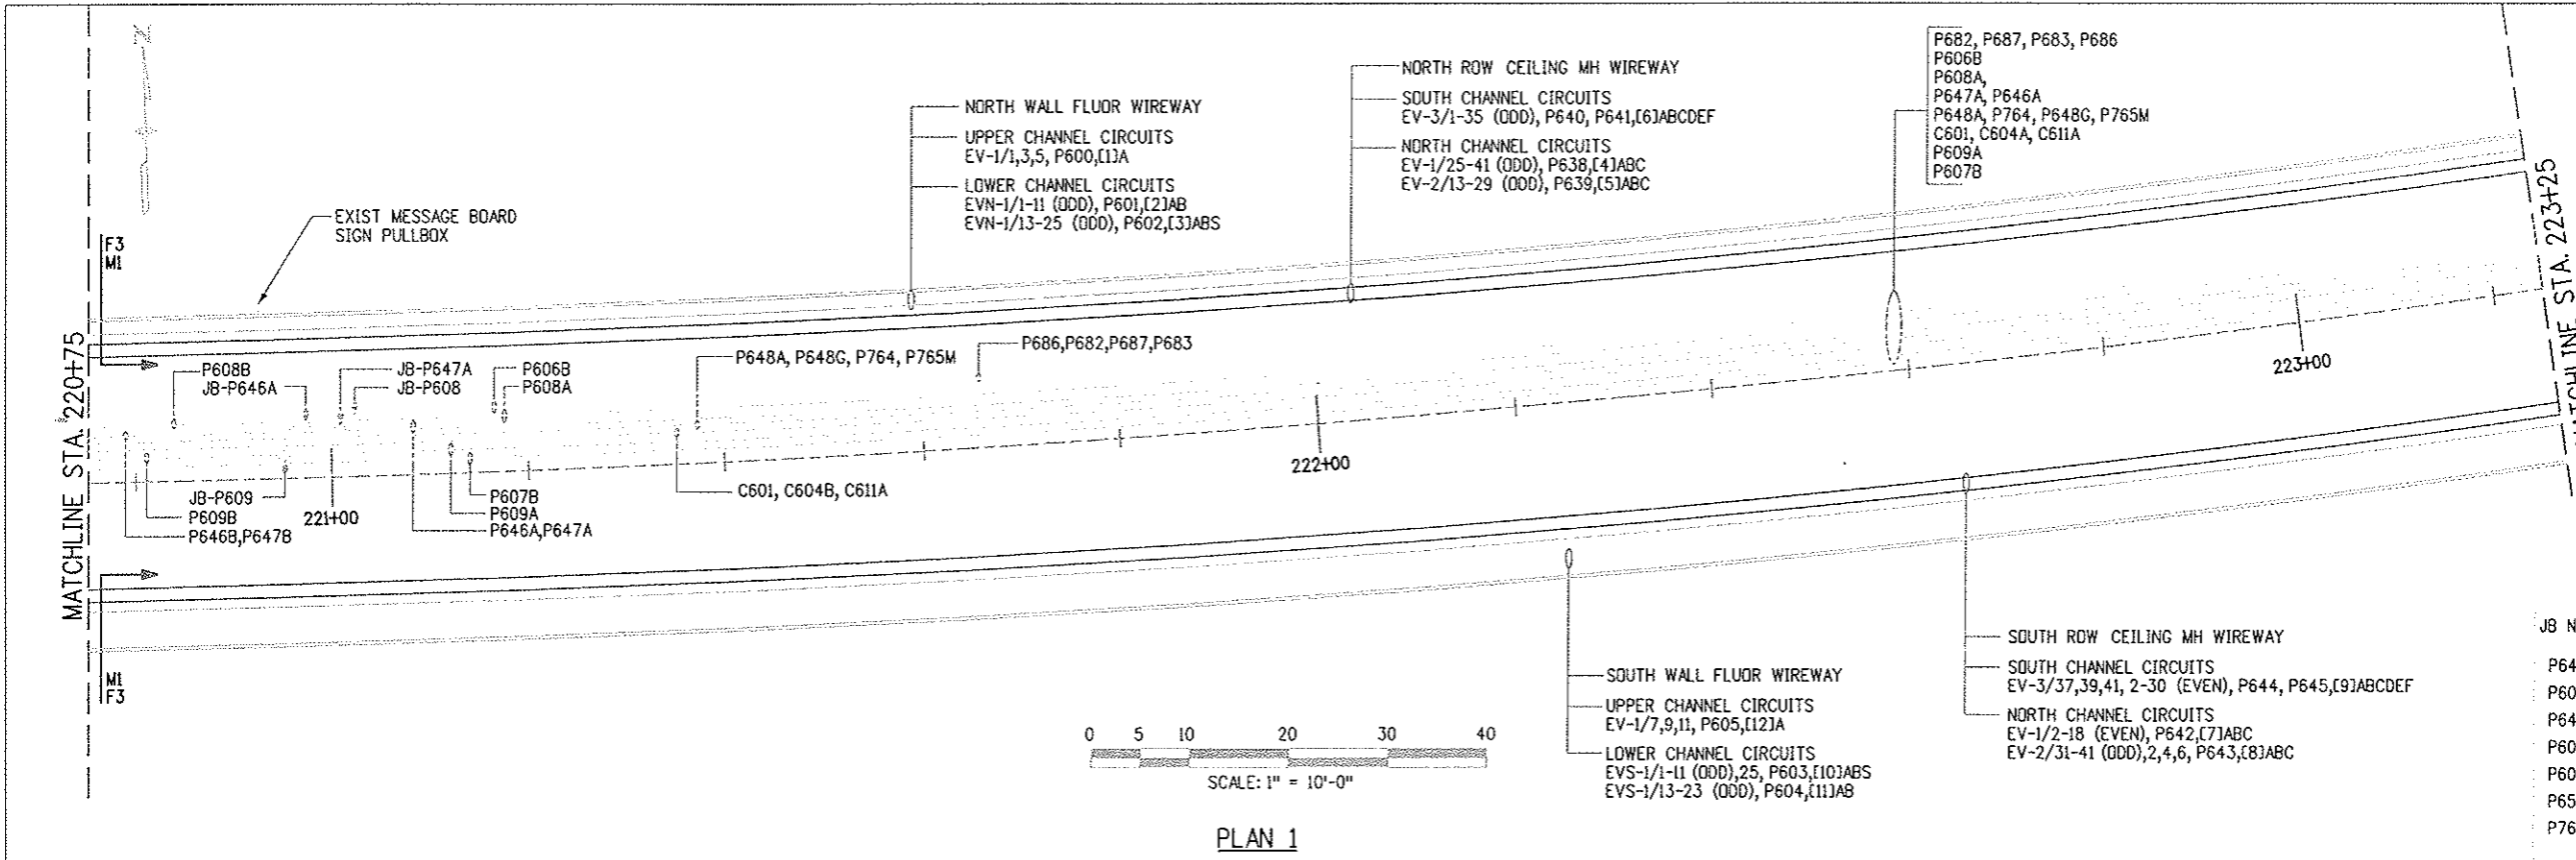 N
EXIST MESSAGE BOARD
SIGN PULLBOX
F3
M1
MATCHLINE STA. 220+75
NORTH WALL FLUOR WIREWAY
UPPER CHANNEL CIRCUITS
EV-1/1,3,5, P600,[1]A
LOWER CHANNEL CIRCUITS
EVN-1/1-11 (ODD), P601,[2]AB
EVN-1/13-25 (ODD), P602,[3]ABS
NORTH ROW CEILING MH WIREWAY
SOUTH CHANNEL CIRCUITS
EV-3/1-35 (ODD), P640, P641,[6]ABCDEF
NORTH CHANNEL CIRCUITS
EV-1/25-41 (ODD), P638,[4]ABC
EV-2/13-29 (ODD), P639,[5]ABC
P682, P687, P683, P686
P606B
P608A,
P647A, P646A
P648A, P764, P648G, P765M
C601, C604A, C611A
P609A
P607B
MATCHLINE STA. 223+25
P608B
JB-P646A
JB-P647A
JB-P608
P606B
P608A
P648A, P648G, P764, P765M
P686,P682,P687,P683
JB-P609
P609B
P646B,P647B
221+00
P607B
P609A
P646A,P647A
C601, C604B, C611A
222+00
223+00
M1
F3
SOUTH WALL FLUOR WIREWAY
UPPER CHANNEL CIRCUITS
EV-1/7,9,11, P605,[12]A
LOWER CHANNEL CIRCUITS
EVS-1/1-11 (ODD),25, P603,[10]ABS
EVS-1/13-23 (ODD), P604,[11]AB
SOUTH ROW CEILING MH WIREWAY
SOUTH CHANNEL CIRCUITS
EV-3/37,39,41, 2-30 (EVEN), P644, P645,[9]ABCDEF
NORTH CHANNEL CIRCUITS
EV-1/2-18 (EVEN), P642,[7]ABC
EV-2/31-41 (ODD),2,4,6, P643,[8]ABC
0 5 10 20 30 40
SCALE: 1" = 10'-0"
PLAN 1
JB N
P64
P60
P64
P60
P60
P65
P76